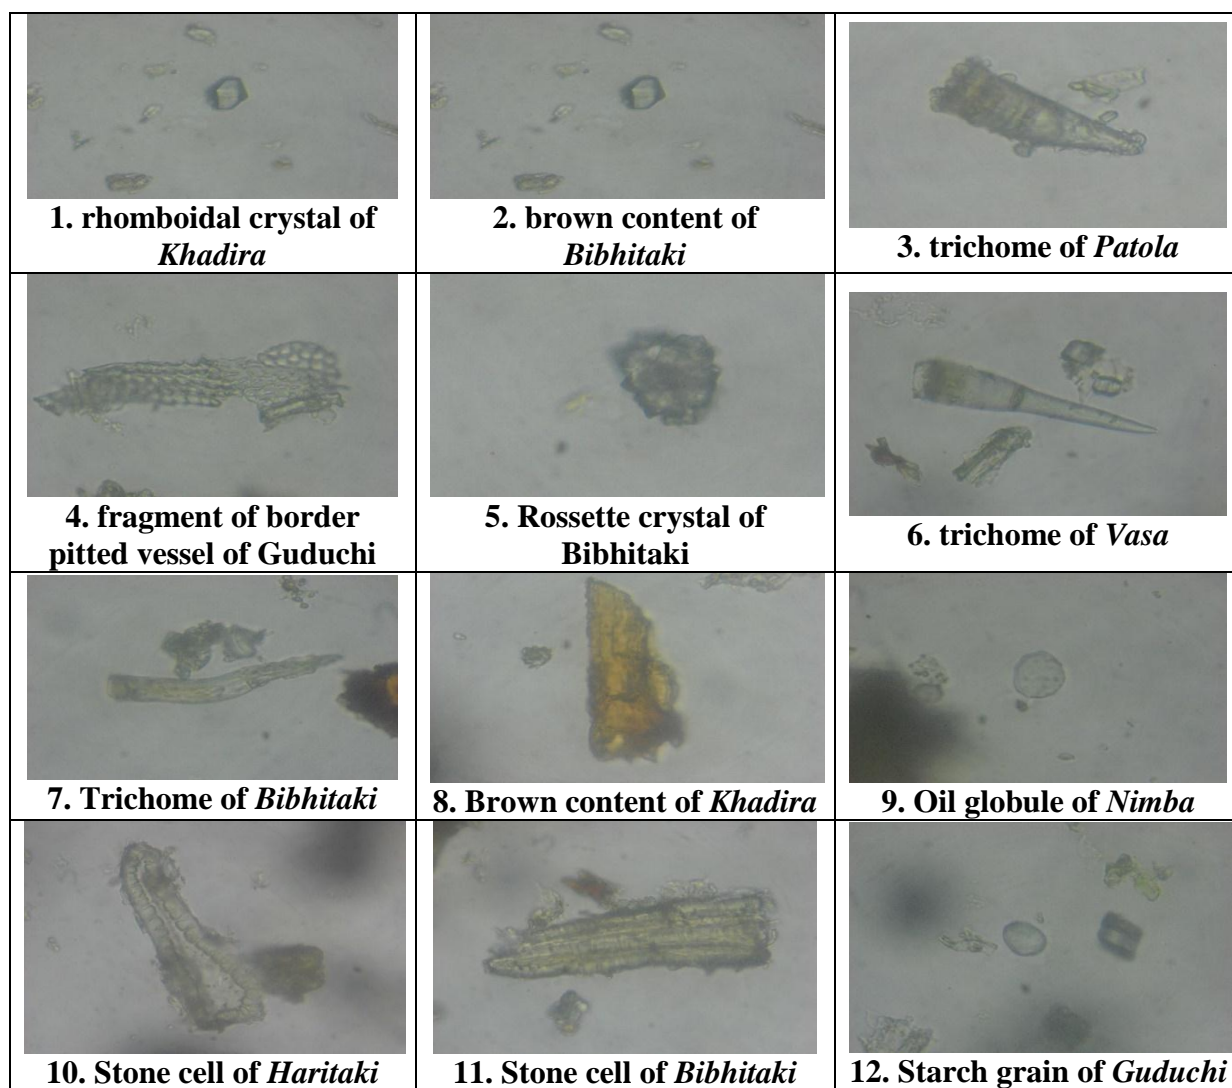 1. rhomboidal crystal of
Khadira
2. brown content of
Bibhitaki
3. trichome of Patola
4. fragment of border
pitted vessel of Guduchi
5. Rossette crystal of
Bibhitaki
6. trichome of Vasa
7. Trichome of Bibhitaki
8. Brown content of Khadira
9. Oil globule of Nimba
10. Stone cell of Haritaki
11. Stone cell of Bibhitaki
12. Starch grain of Guduchi